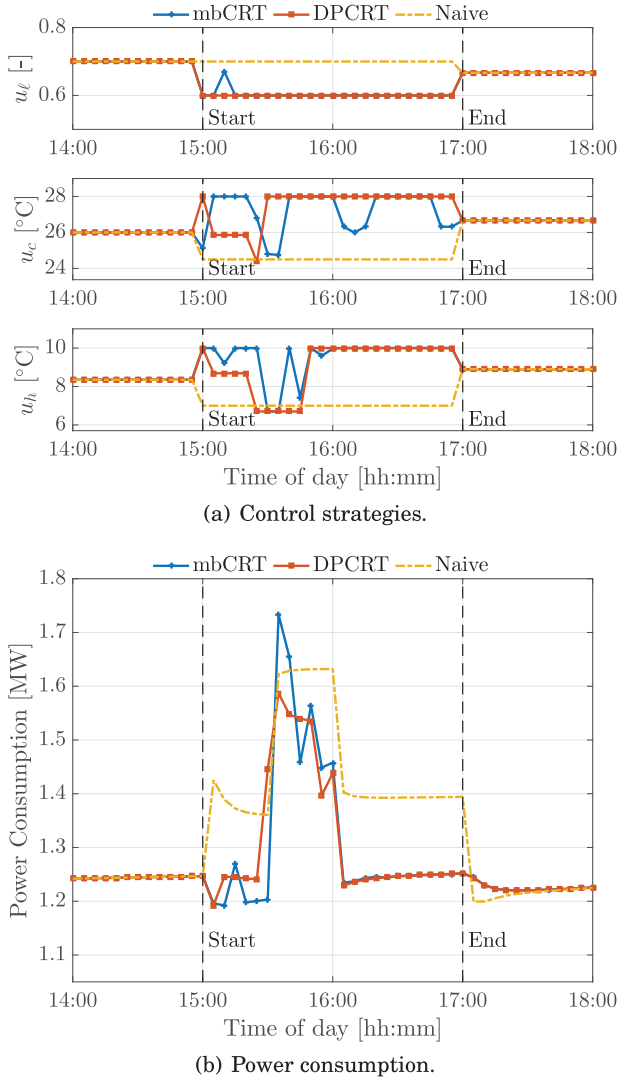 mbCRT DPCRT Naive
0.8
0.6
u_ℓ [-]
Start
End
14:00 15:00 16:00 17:00 18:00
28
26
24
u_c [°C]
Start
End
14:00 15:00 16:00 17:00 18:00
10
8
6
u_h [°C]
Start
End
14:00 15:00 16:00 17:00 18:00
Time of day [hh:mm]
(a) Control strategies.
mbCRT DPCRT Naive
1.8
1.7
1.6
1.5
1.4
1.3
1.2
1.1
Power Consumption [MW]
Start
End
14:00 15:00 16:00 17:00 18:00
Time of day [hh:mm]
(b) Power consumption.